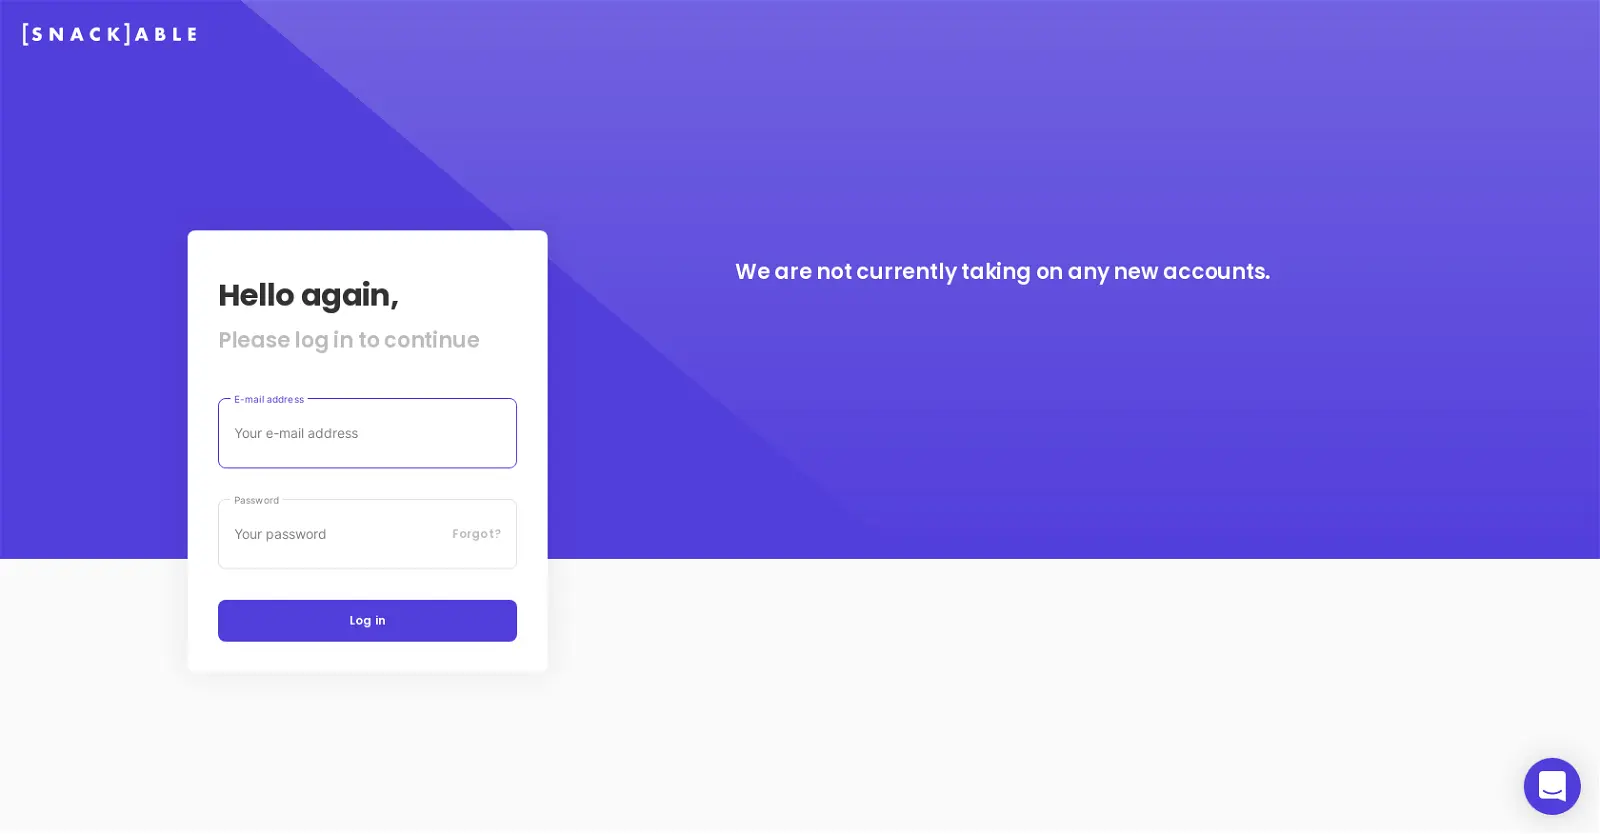 [SNACK]ABLE
Hello again,
Please log in to continue
E-mail address
Your e-mail address
Password
Your password
Forgot?
Log in
We are not currently taking on any new accounts.